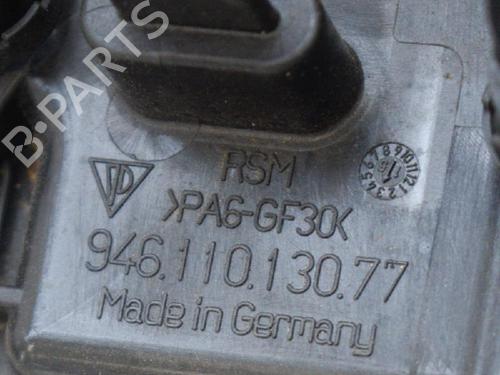 B·PARTS
RSM
>PA6-GF30<
946.110.130.77
Made in Germany